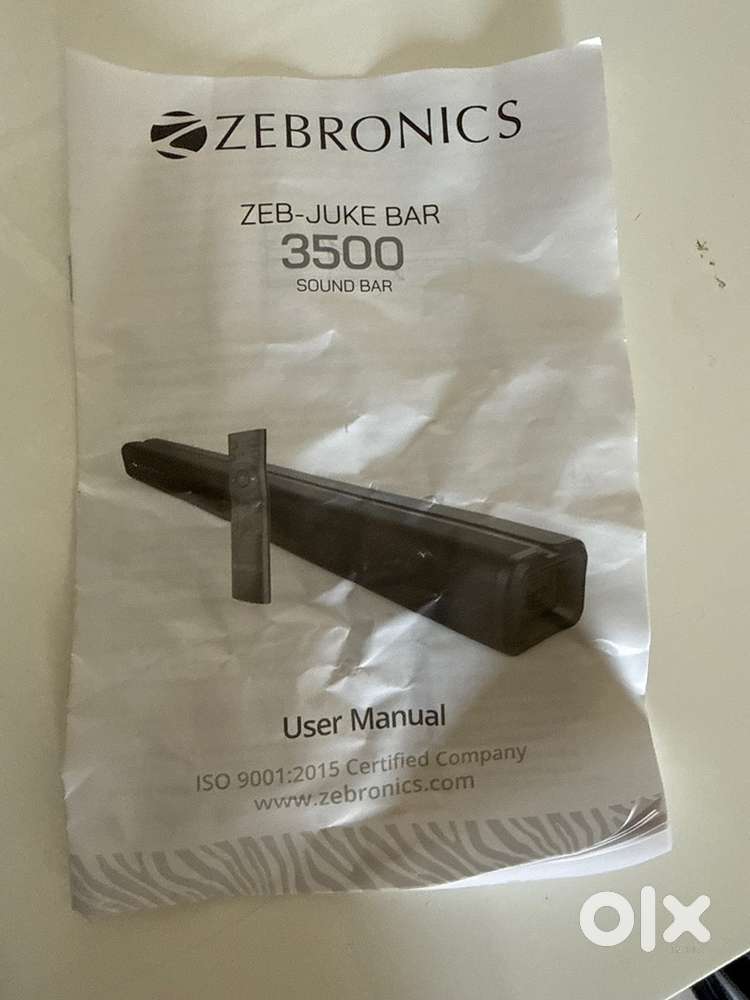 ZEBRONICS
ZEB-JUKE BAR
3500
SOUND BAR
User Manual
ISO 9001:2015 Certified Company
www.zebronics.com
olx